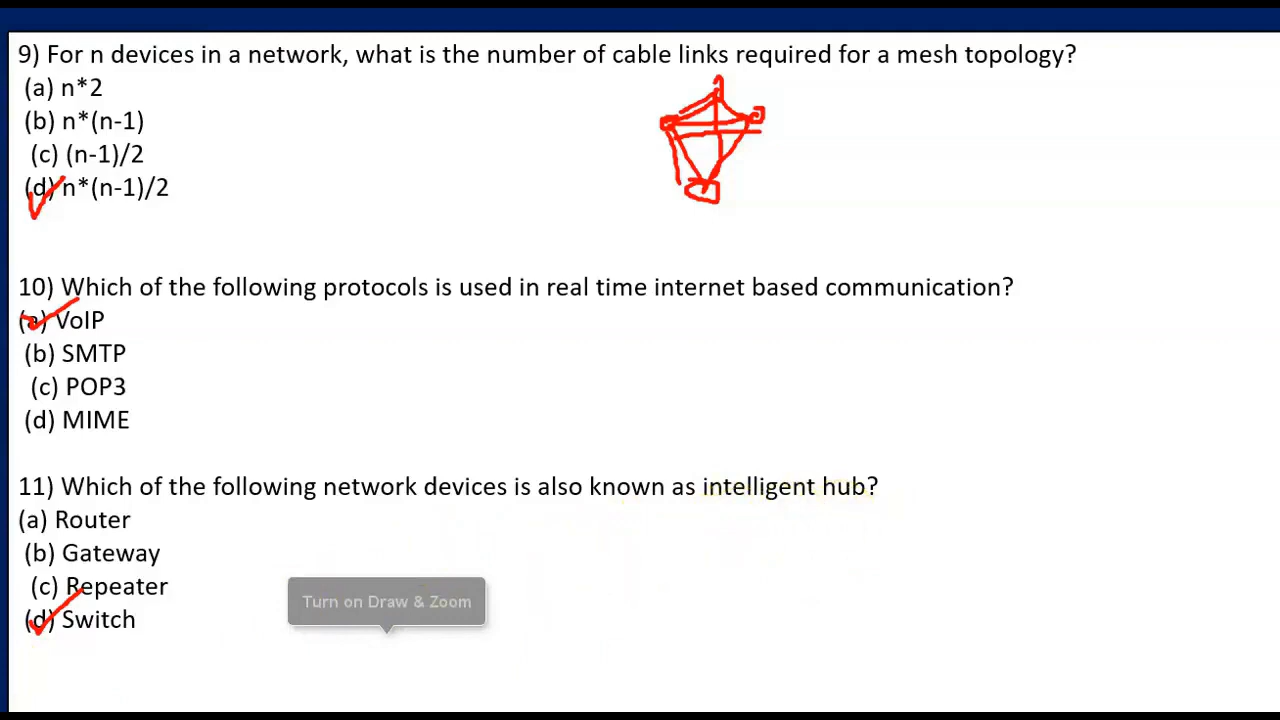 9) For n devices in a network, what is the number of cable links required for a mesh topology?
(a) n*2
(b) n*(n-1)
(c) (n-1)/2
(d) n*(n-1)/2
10) Which of the following protocols is used in real time internet based communication?
(a) VoIP
(b) SMTP
(c) POP3
(d) MIME
11) Which of the following network devices is also known as intelligent hub?
(a) Router
(b) Gateway
(c) Repeater
(d) Switch
Turn on Draw & Zoom